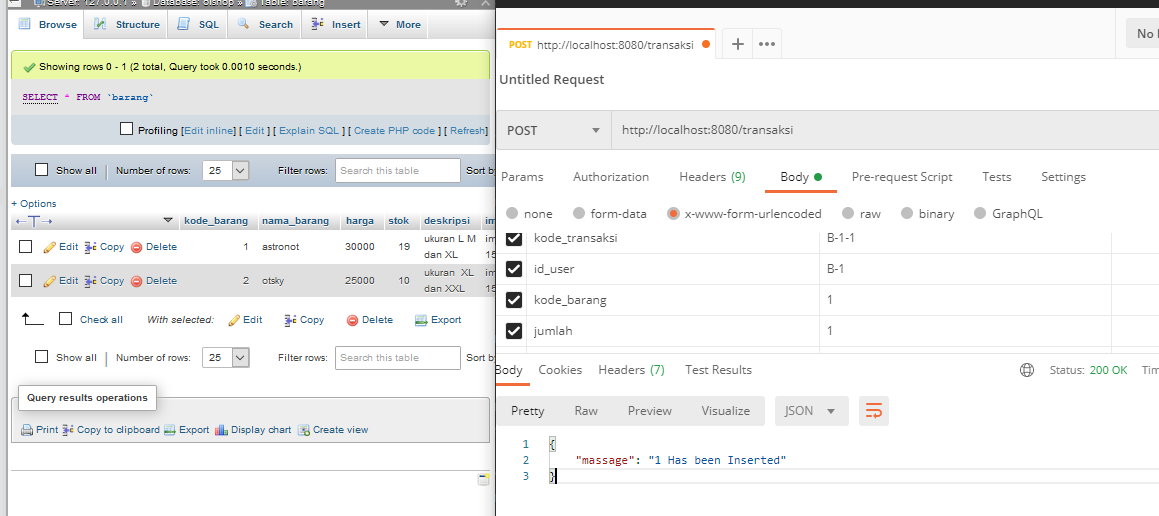 Server: 127.0.0.1 » Database: olshop » Table: barang
Browse Structure SQL Search Insert More
Showing rows 0 - 1 (2 total, Query took 0.0010 seconds.)
SELECT * FROM `barang`
Profiling [Edit inline] [ Edit ] [ Explain SQL ] [ Create PHP code ] [ Refresh]
Show all Number of rows: 25 Filter rows: Search this table Sort by
+ Options
kode_barang nama_barang harga stok deskripsi im
Edit Copy Delete 1 astronot 30000 19 ukuran L M im
dan XL 15
Edit Copy Delete 2 otsky 25000 10 ukuran XL im
dan XXL 15
Check all With selected: Edit Copy Delete Export
Show all Number of rows: 25 Filter rows: Search this table Sort by
Query results operations
Print Copy to clipboard Export Display chart Create view
POST http://localhost:8080/transaksi + •••
No
Untitled Request
POST http://localhost:8080/transaksi
Params Authorization Headers (9) Body Pre-request Script Tests Settings
none form-data x-www-form-urlencoded raw binary GraphQL
kode_transaksi B-1-1
id_user B-1
kode_barang 1
jumlah 1
Body Cookies Headers (7) Test Results Status: 200 OK Tim
Pretty Raw Preview Visualize JSON
1 {
2 "massage": "1 Has been Inserted"
3 }